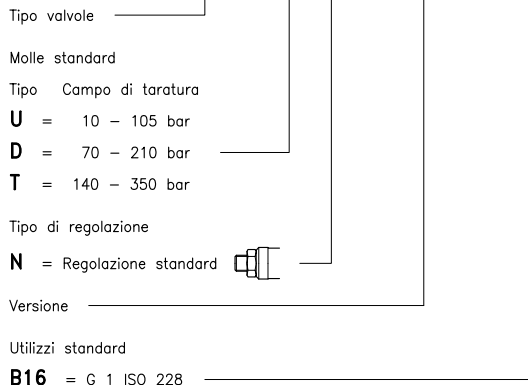 Tipo valvole
Molle standard
Tipo Campo di taratura
U = 10 – 105 bar
D = 70 – 210 bar
T = 140 – 350 bar
Tipo di regolazione
N = Regolazione standard
Versione
Utilizzi standard
B16 = G 1 ISO 228